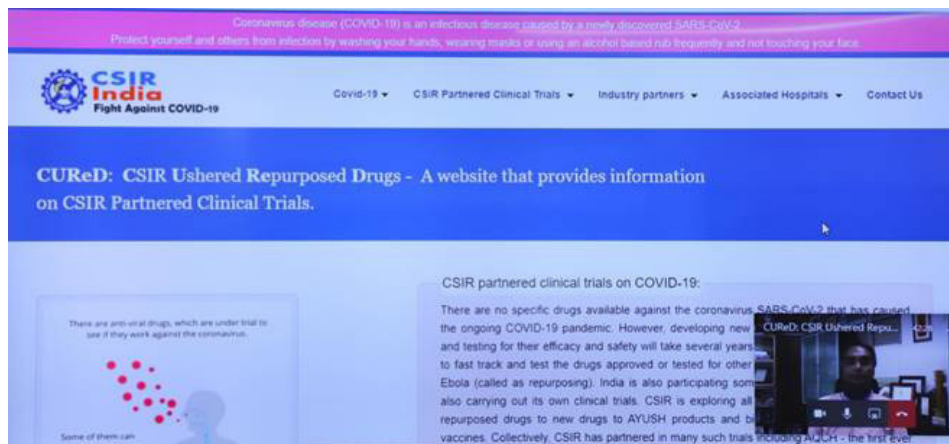 Coronavirus disease (COVID-19) is an infectious disease caused by a newly discovered SARS-CoV-2
Protect yourself and others from infection by washing your hands, wearing masks or using an alcohol based rub frequently and not touching your face.
CSIR
India
Fight Against COVID-19
Covid-19
CSIR Partnered Clinical Trials
Industry partners
Associated Hospitals
Contact Us
CUReD: CSIR Ushered Repurposed Drugs - A website that provides information
on CSIR Partnered Clinical Trials.
There are anti-viral drugs, which are under trial to
see if they work against the coronavirus.
Some of them can
CSIR partnered clinical trials on COVID-19:
There are no specific drugs available against the coronavirus SARS-CoV-2 that has caused
the ongoing COVID-19 pandemic. However, developing new
and testing for their efficacy and safety will take several years
to fast track and test the drugs approved or tested for other
Ebola (called as repurposing). India is also participating som
also carrying out its own clinical trials. CSIR is exploring all
repurposed drugs to new drugs to AYUSH products and bi
vaccines. Collectively, CSIR has partnered in many such trials including AQCH - the first ever
CUReD: CSIR Ushered Repu...